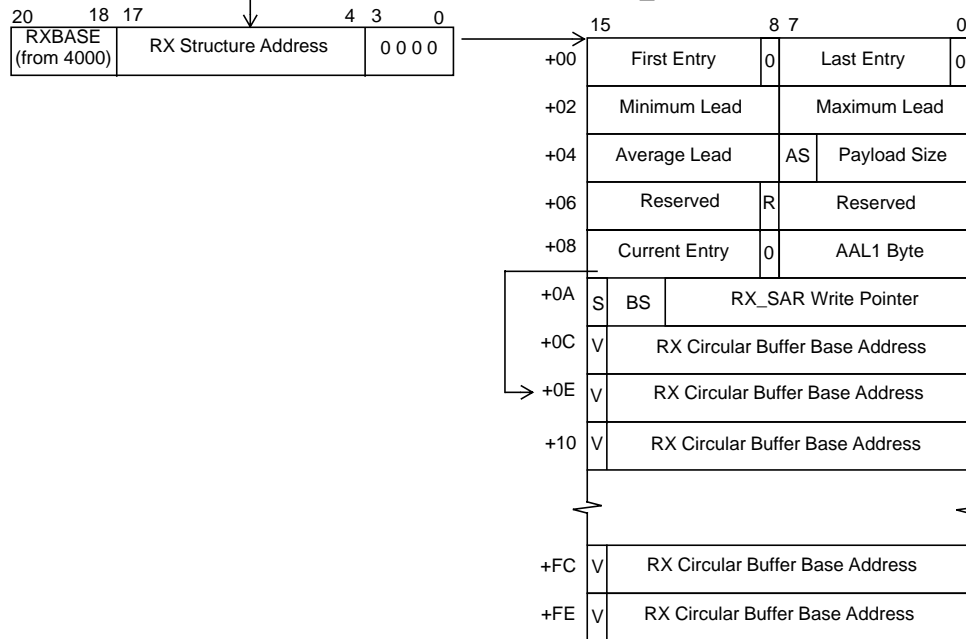 20 18 17 4 3 0
RXBASE
(from 4000)
RX Structure Address
0 0 0 0
15 8 7 0
+00 First Entry 0 Last Entry 0
+02 Minimum Lead Maximum Lead
+04 Average Lead AS Payload Size
+06 Reserved R Reserved
+08 Current Entry 0 AAL1 Byte
+0A S BS RX_SAR Write Pointer
+0C V RX Circular Buffer Base Address
+0E V RX Circular Buffer Base Address
+10 V RX Circular Buffer Base Address
+FC V RX Circular Buffer Base Address
+FE V RX Circular Buffer Base Address